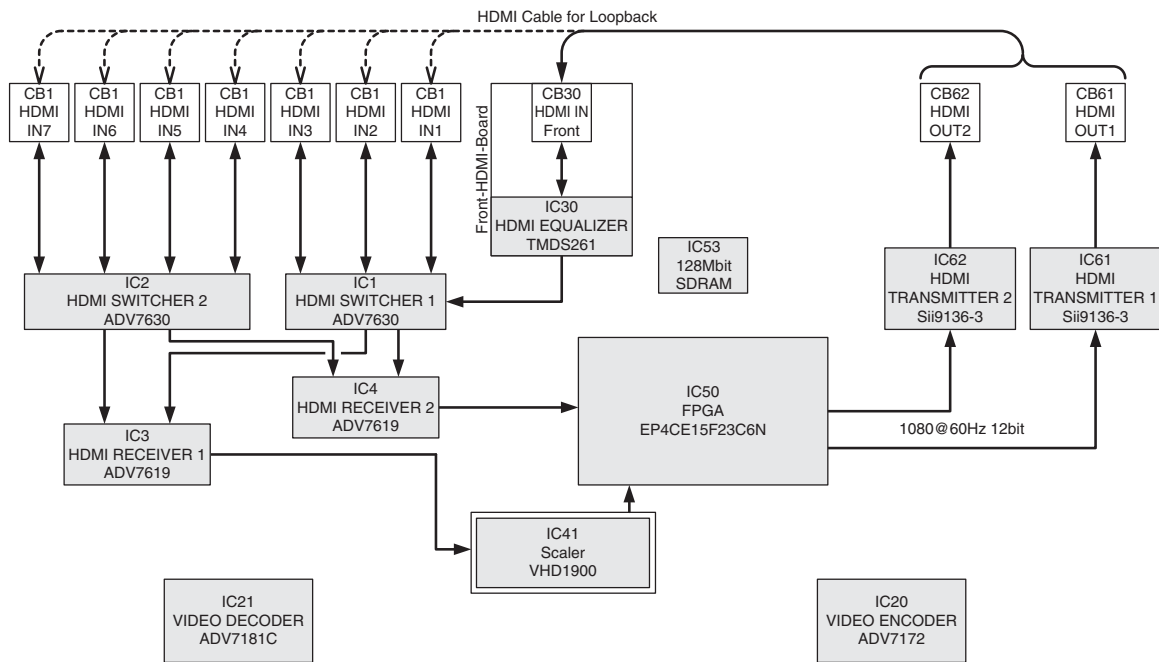 HDMI Cable for Loopback
CB1
HDMI
IN7
CB1
HDMI
IN6
CB1
HDMI
IN5
CB1
HDMI
IN4
CB1
HDMI
IN3
CB1
HDMI
IN2
CB1
HDMI
IN1
CB30
HDMI IN
Front
Front-HDMI-Board
CB62
HDMI
OUT2
CB61
HDMI
OUT1
IC30
HDMI EQUALIZER
TMDS261
IC53
128Mbit
SDRAM
IC62
HDMI
TRANSMITTER 2
Sii9136-3
IC61
HDMI
TRANSMITTER 1
Sii9136-3
IC2
HDMI SWITCHER 2
ADV7630
IC1
HDMI SWITCHER 1
ADV7630
IC4
HDMI RECEIVER 2
ADV7619
IC50
FPGA
EP4CE15F23C6N
1080@60Hz 12bit
IC3
HDMI RECEIVER 1
ADV7619
IC41
Scaler
VHD1900
IC21
VIDEO DECODER
ADV7181C
IC20
VIDEO ENCODER
ADV7172